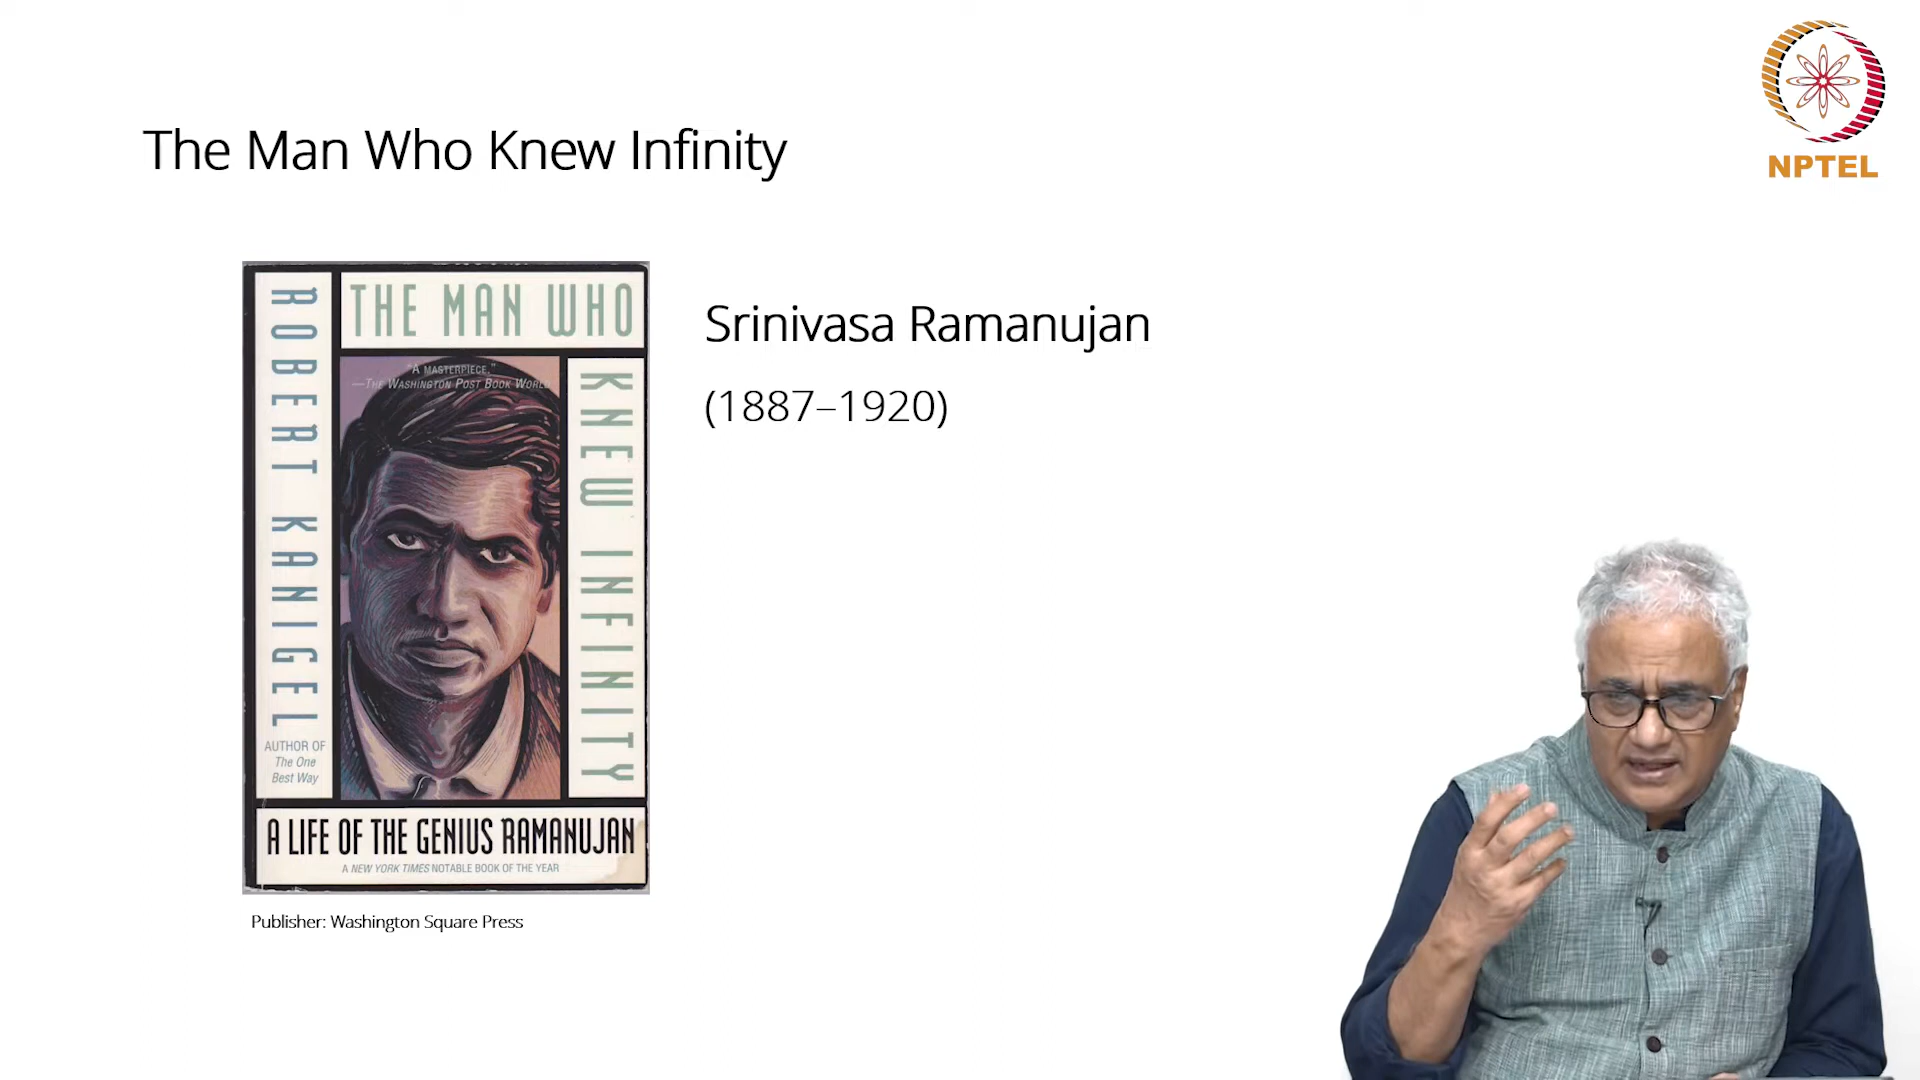 NPTEL
The Man Who Knew Infinity
THE MAN WHO
KNEW INFINITY
ROBERT KANIGEL
"A MASTERPIECE."
—THE WASHINGTON POST BOOK WORLD
AUTHOR OF
The One
Best Way
A LIFE OF THE GENIUS RAMANUJAN
A NEW YORK TIMES NOTABLE BOOK OF THE YEAR
Publisher: Washington Square Press
Srinivasa Ramanujan
(1887–1920)